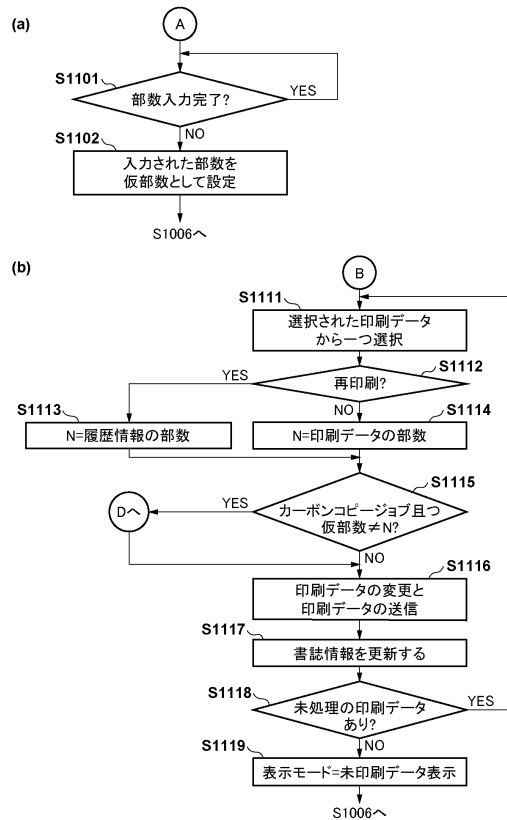 (a)
A
S1101
部数入力完了?
YES
NO
S1102
入力された部数を
仮部数として設定
S1006へ
(b)
B
S1111
選択された印刷データ
から一つ選択
S1112
再印刷?
YES
NO
S1113
N=履歴情報の部数
S1114
N=印刷データの部数
S1115
カーボンコピージョブ且つ
仮部数≠N?
YES
Dへ
NO
S1116
印刷データの変更と
印刷データの送信
S1117
書誌情報を更新する
S1118
未処理の印刷データ
あり?
YES
NO
S1119
表示モード=未印刷データ表示
S1006へ